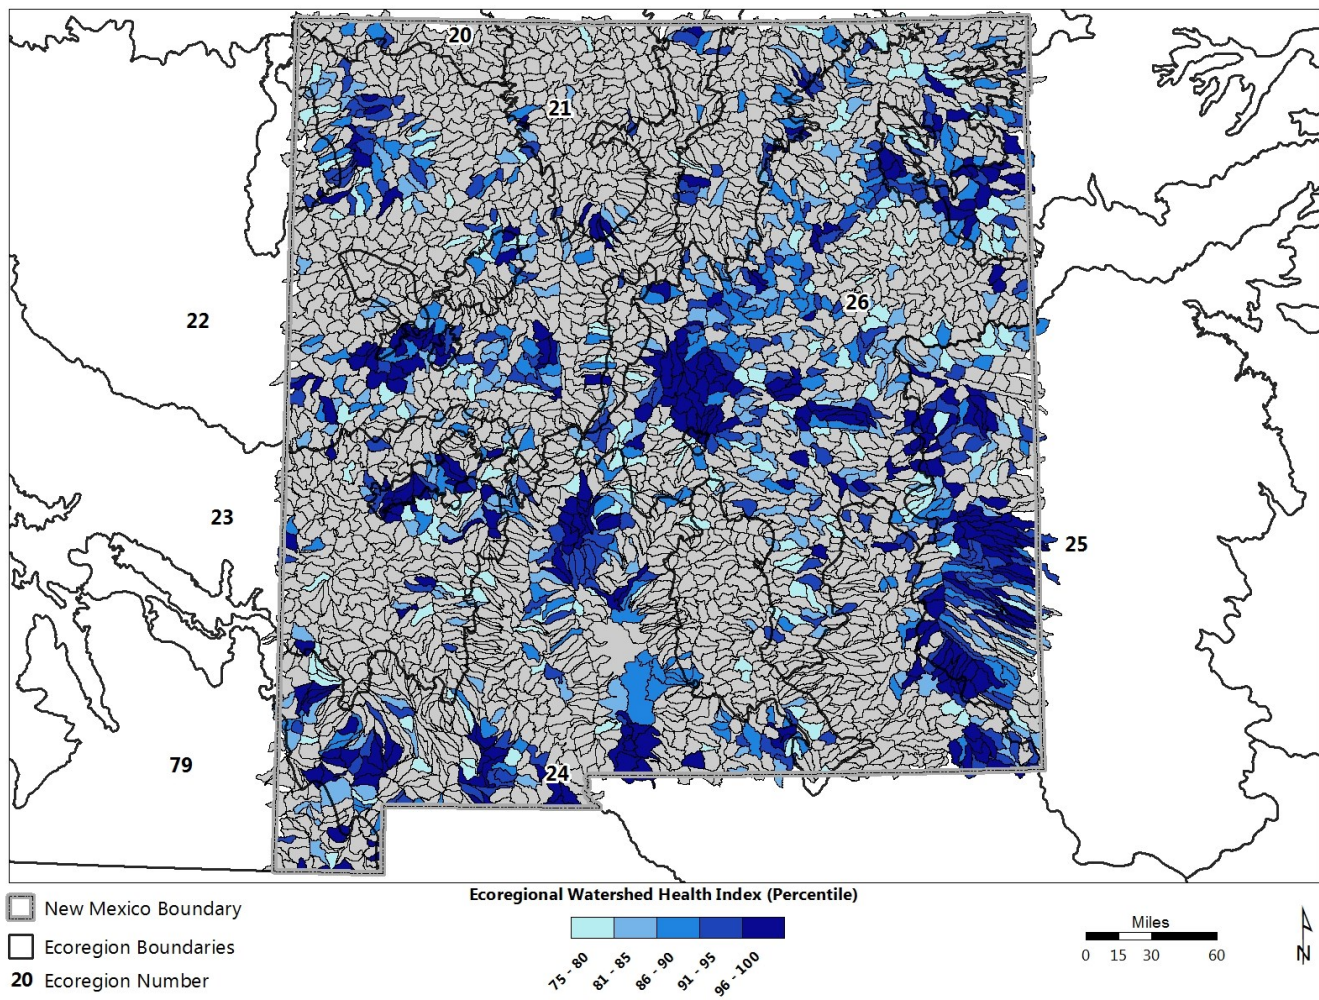 20
21
22
26
23
25
79
24
New Mexico Boundary
Ecoregion Boundaries
20 Ecoregion Number
Ecoregional Watershed Health Index (Percentile)
75 - 80
81 - 85
86 - 90
91 - 95
96 - 100
Miles
0 15 30 60
N